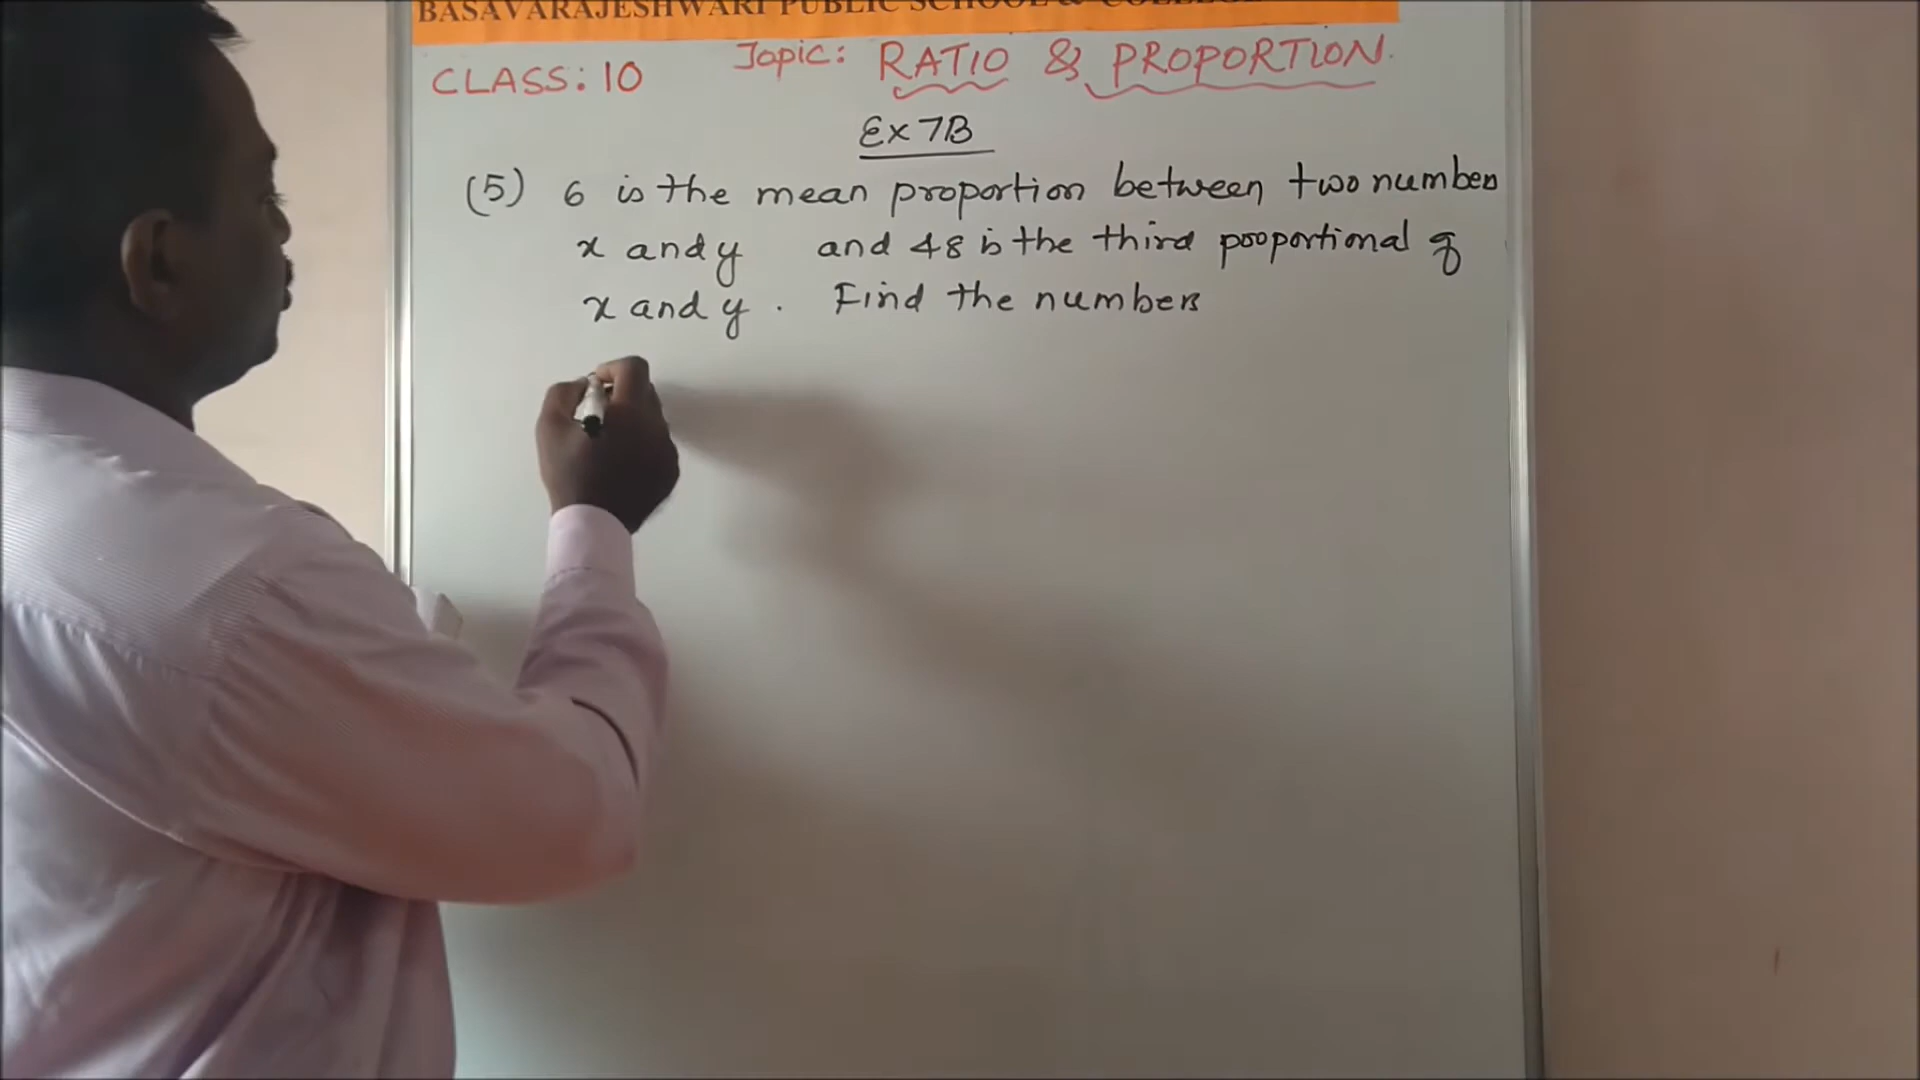 BASAVARAJESHWARI PUBLIC SCHOOL & COLLEGE
CLASS: 10 Topic: RATIO & PROPORTION.
Ex 7B
(5) 6 is the mean proportion between two numbers
x and y and 48 is the third proportional of
x and y. Find the numbers